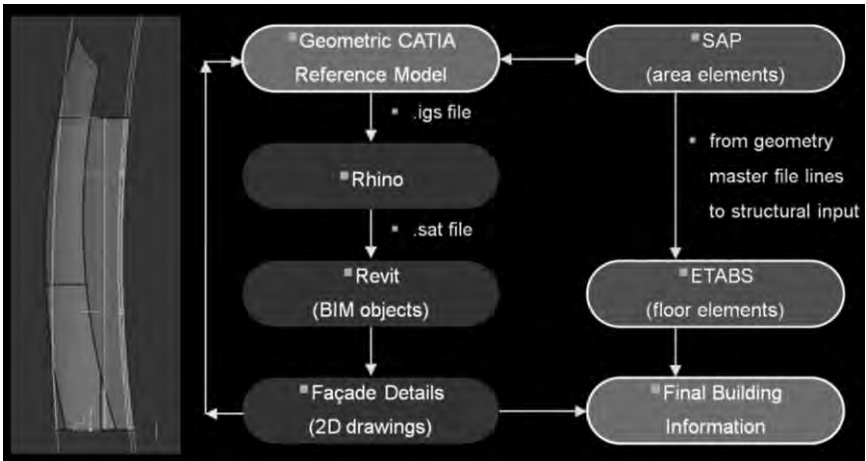 ▪Geometric CATIA
Reference Model
▪SAP
(area elements)
▪ .igs file
▪ from geometry
master file lines
to structural input
▪Rhino
▪ .sat file
▪Revit
(BIM objects)
▪ETABS
(floor elements)
▪Façade Details
(2D drawings)
▪Final Building
Information